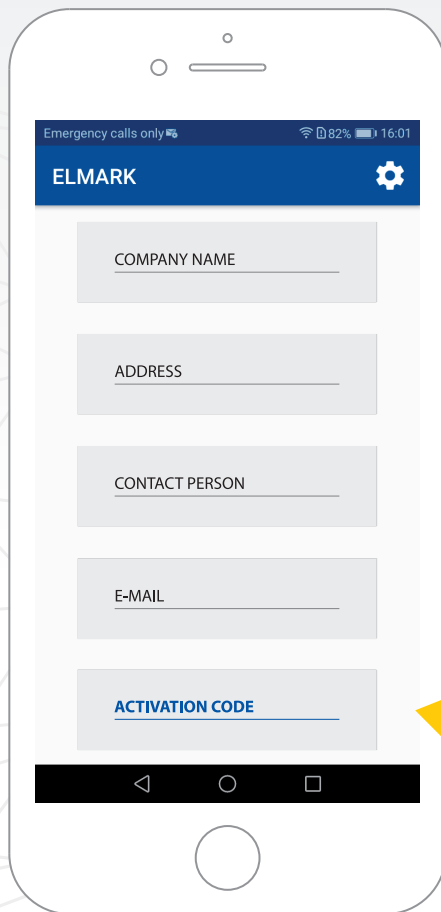 Emergency calls only 82% 16:01
ELMARK
COMPANY NAME
ADDRESS
CONTACT PERSON
E-MAIL
ACTIVATION CODE